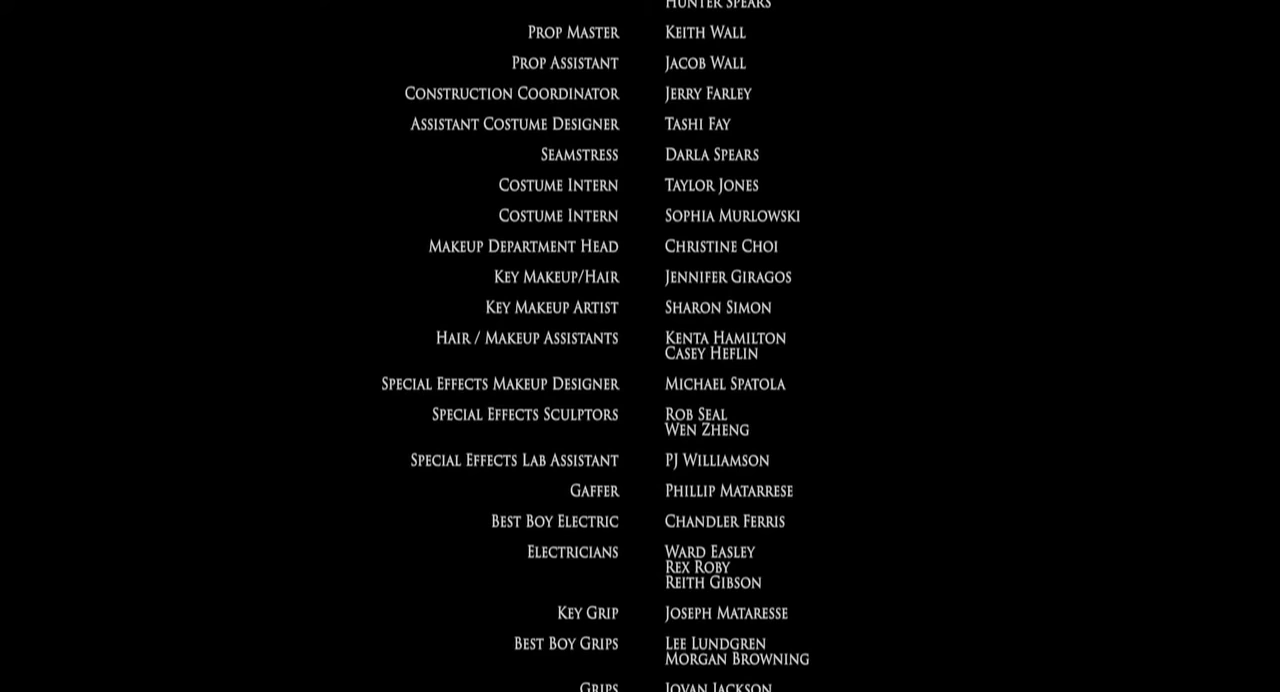 HUNTER SPEARS
PROP MASTER KEITH WALL
PROP ASSISTANT JACOB WALL
CONSTRUCTION COORDINATOR JERRY FARLEY
ASSISTANT COSTUME DESIGNER TASHI FAY
SEAMSTRESS DARLA SPEARS
COSTUME INTERN TAYLOR JONES
COSTUME INTERN SOPHIA MURLOWSKI
MAKEUP DEPARTMENT HEAD CHRISTINE CHOI
KEY MAKEUP/HAIR JENNIFER GIRAGOS
KEY MAKEUP ARTIST SHARON SIMON
HAIR / MAKEUP ASSISTANTS KENTA HAMILTON
CASEY HEFLIN
SPECIAL EFFECTS MAKEUP DESIGNER MICHAEL SPATOLA
SPECIAL EFFECTS SCULPTORS ROB SEAL
WEN ZHENG
SPECIAL EFFECTS LAB ASSISTANT PJ WILLIAMSON
GAFFER PHILLIP MATARRESE
BEST BOY ELECTRIC CHANDLER FERRIS
ELECTRICIANS WARD EASLEY
REX ROBY
REITH GIBSON
KEY GRIP JOSEPH MATARESSE
BEST BOY GRIPS LEE LUNDGREN
MORGAN BROWNING
GRIPS JOVAN JACKSON